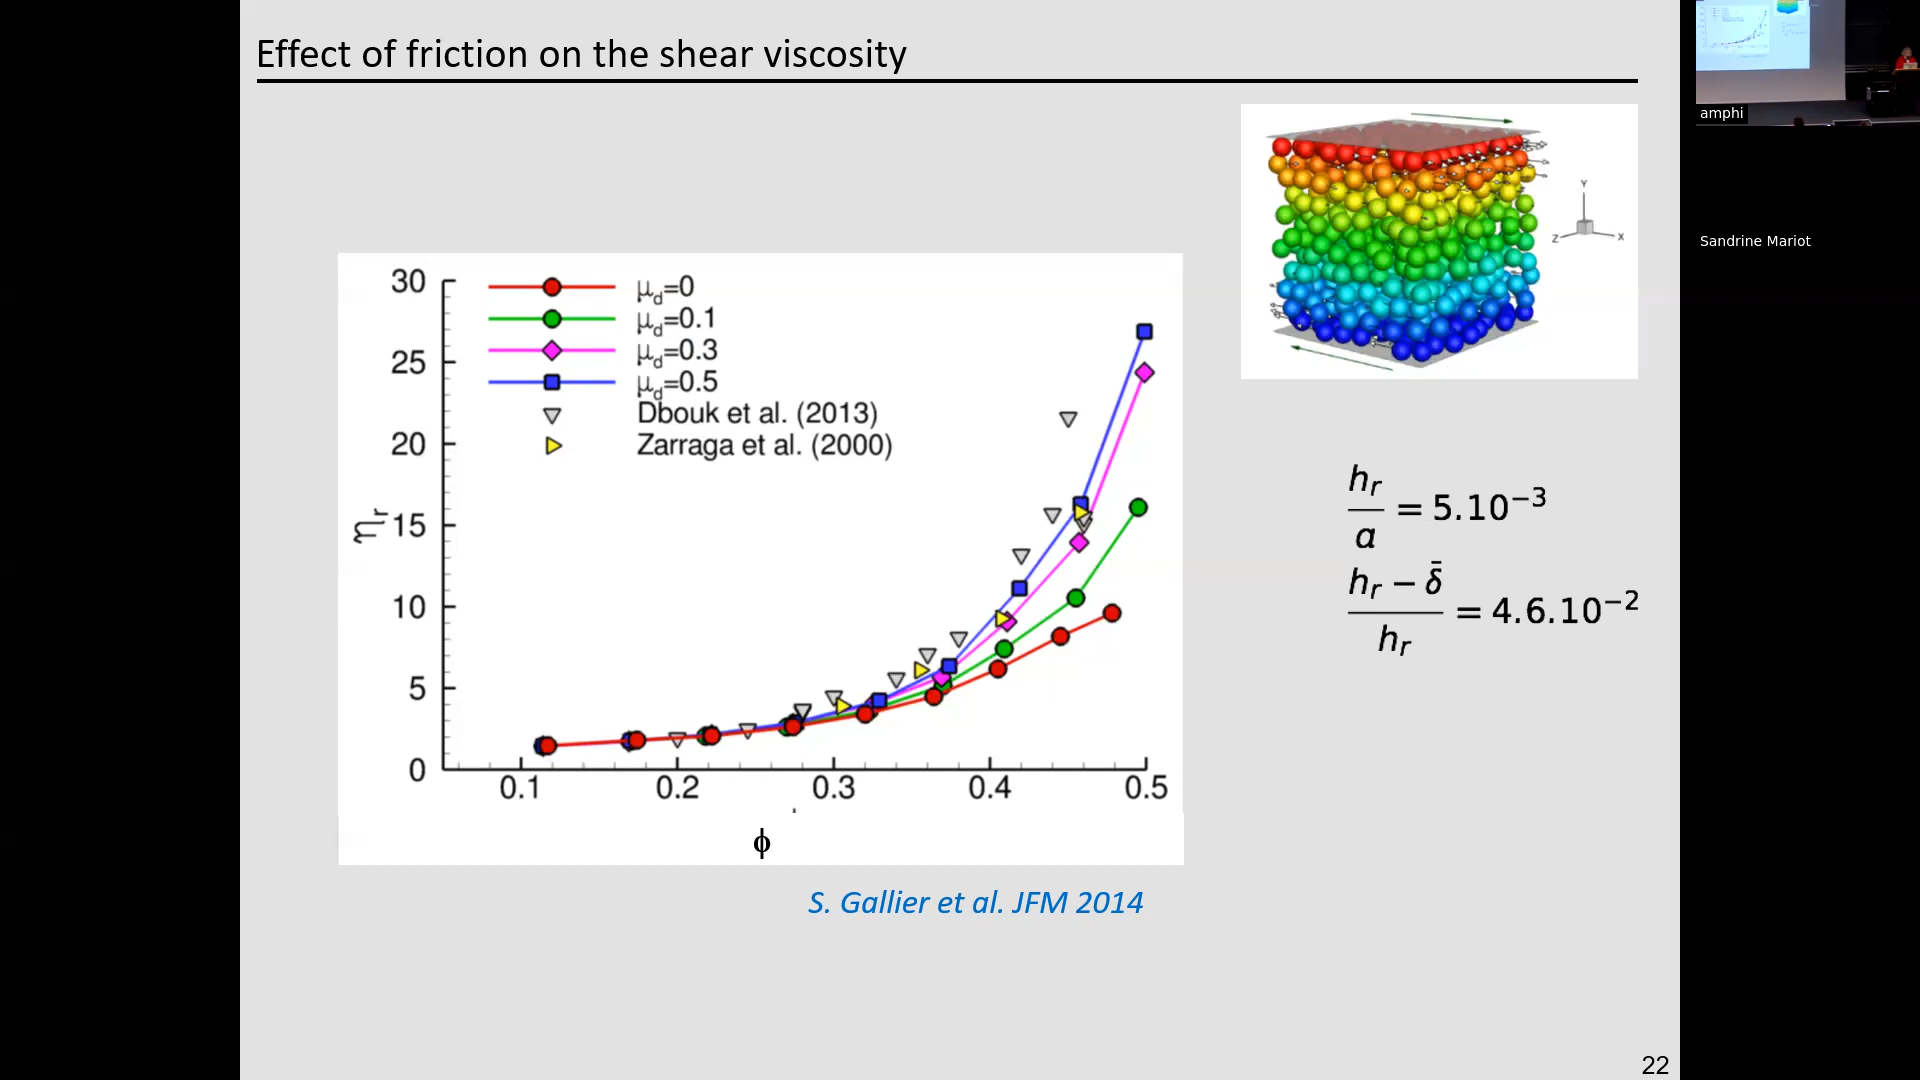 Effect of friction on the shear viscosity
amphi
Sandrine Mariot
Y
Z
X
30
25
20
15
10
5
0
ηr
μd=0
μd=0.1
μd=0.3
μd=0.5
Dbouk et al. (2013)
Zarraga et al. (2000)
0.1 0.2 0.3 0.4 0.5
ϕ
hr/a = 5.10⁻³
(hr − δ̄)/hr = 4.6.10⁻²
S. Gallier et al. JFM 2014
22